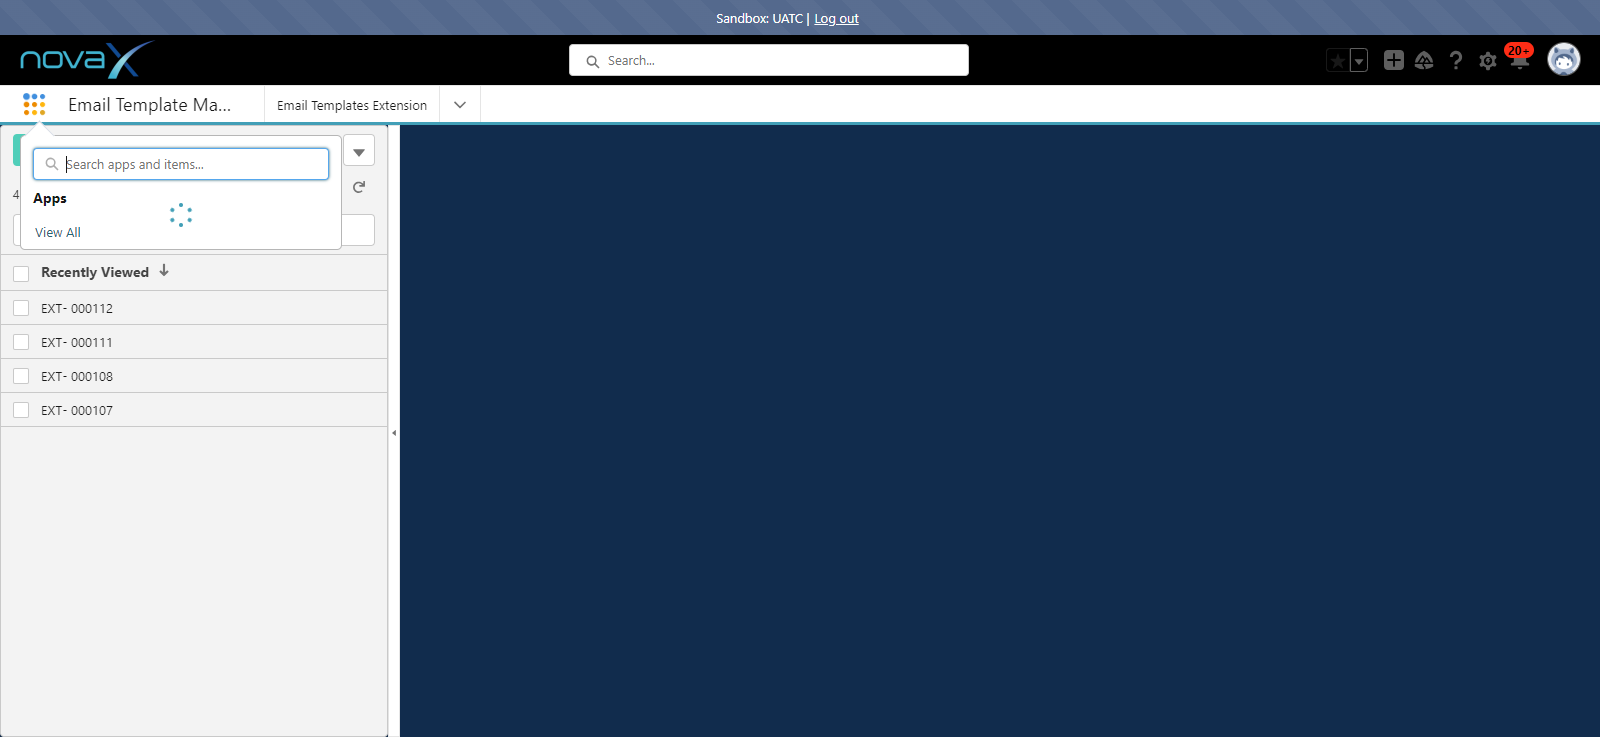 Sandbox: UATC | Log out
novaX
Search...
20+
Email Template Ma...
Email Templates Extension
Search apps and items...
4
Apps
View All
Recently Viewed
EXT- 000112
EXT- 000111
EXT- 000108
EXT- 000107